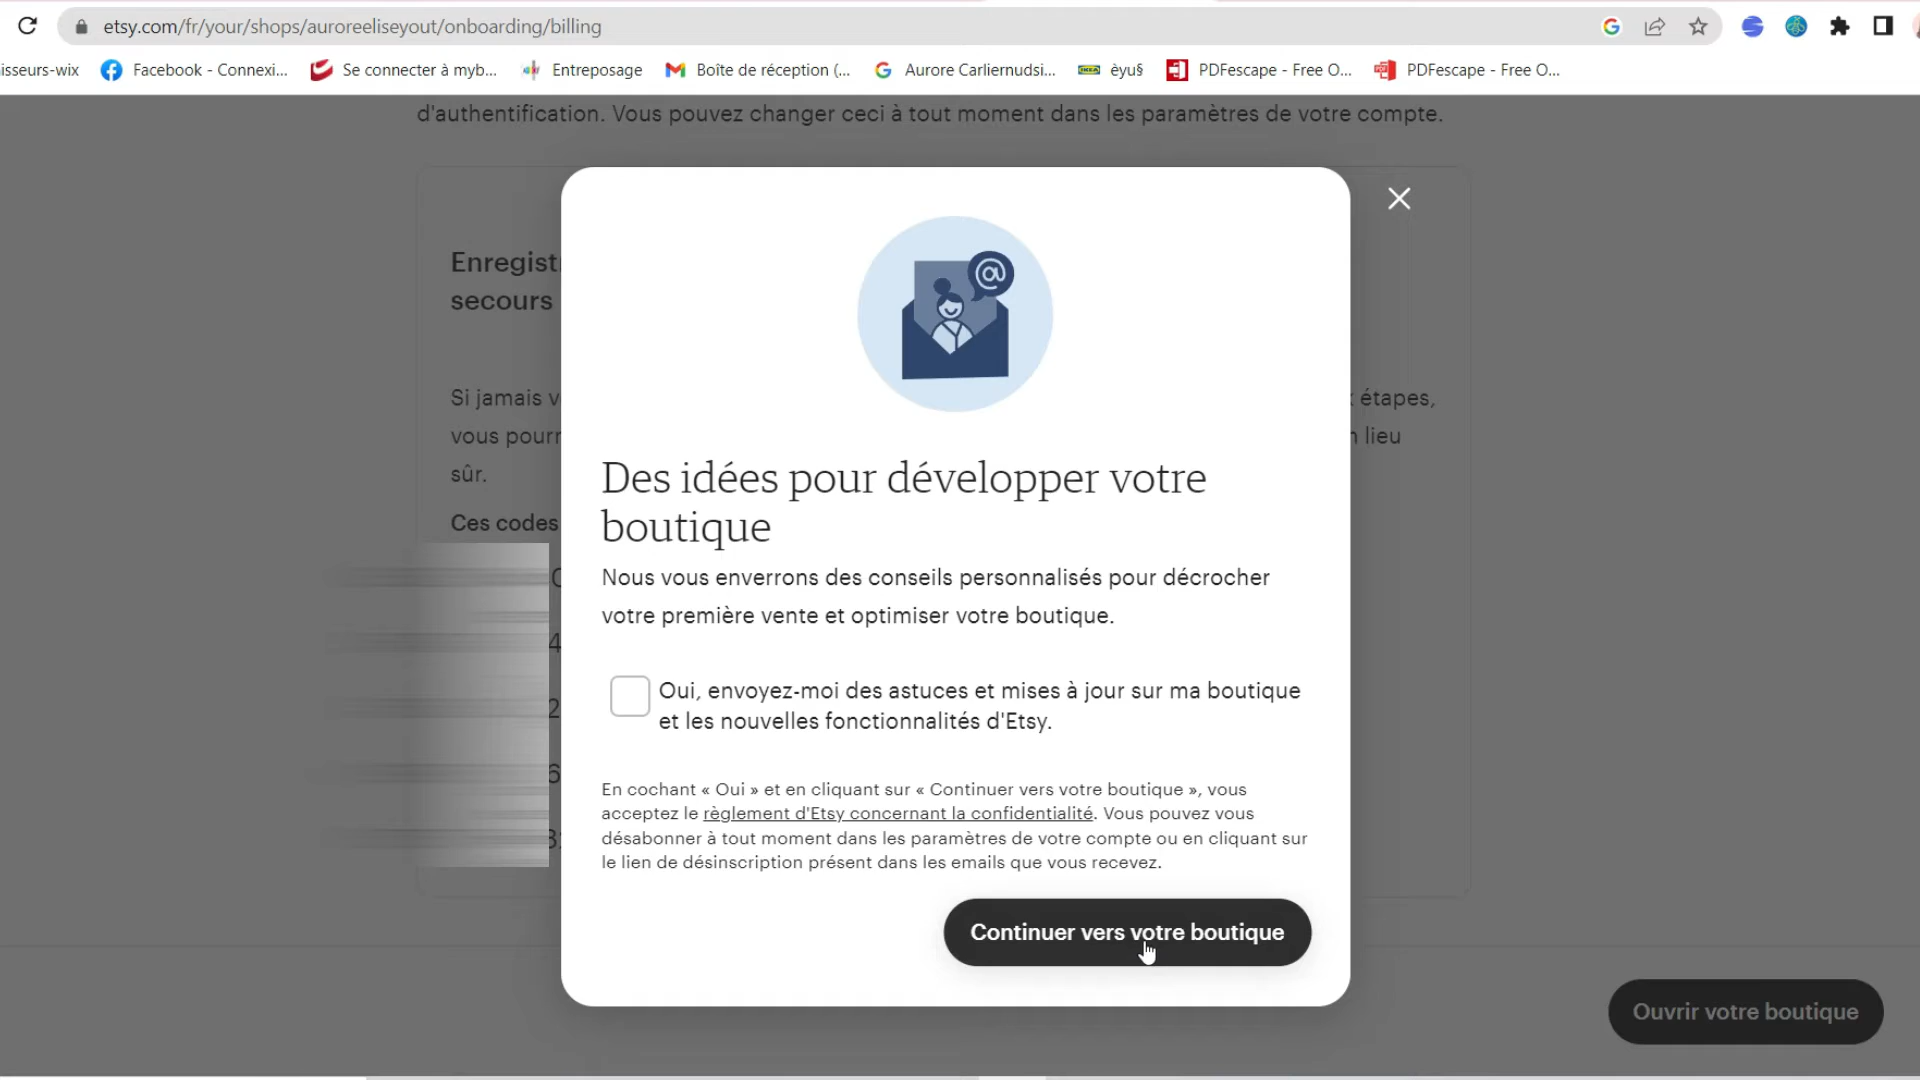 etsy.com/fr/your/shops/auroreeliseyout/onboarding/billing
isseurs-wix
Facebook - Connexi...
Se connecter à myb...
Entreposage
Boîte de réception (...
Aurore Carliernudsi...
èyu§
PDFescape - Free O...
PDFescape - Free O...
d'authentification. Vous pouvez changer ceci à tout moment dans les paramètres de votre compte.
Enregist
secours
Si jamais v
étapes,
vous pour
lieu
sûr.
Ces codes
@
Des idées pour développer votre
boutique
Nous vous enverrons des conseils personnalisés pour décrocher
votre première vente et optimiser votre boutique.
Oui, envoyez-moi des astuces et mises à jour sur ma boutique
et les nouvelles fonctionnalités d'Etsy.
En cochant « Oui » et en cliquant sur « Continuer vers votre boutique », vous
acceptez le règlement d'Etsy concernant la confidentialité. Vous pouvez vous
désabonner à tout moment dans les paramètres de votre compte ou en cliquant sur
le lien de désinscription présent dans les emails que vous recevez.
Continuer vers votre boutique
Ouvrir votre boutique